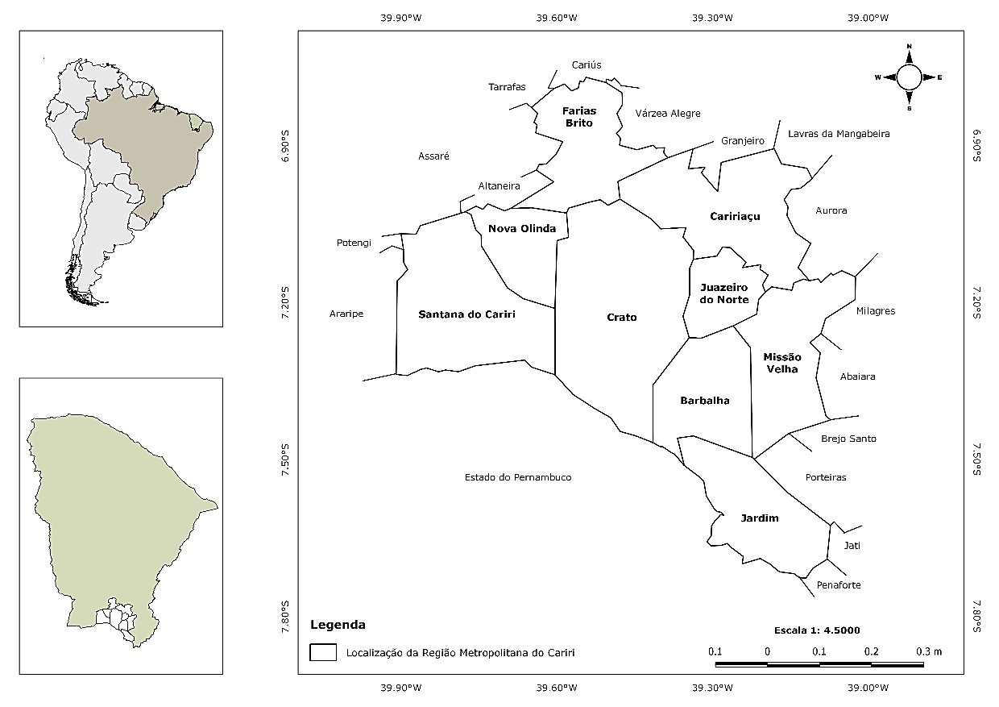 39.90°W 39.60°W 39.30°W 39.00°W
N
W E
S
Cariús
Tarrafas
Farias
Brito
Várzea Alegre
Lavras da Mangabeira
Granjeiro
6.90°S
6.90°S
Assaré
Altaneira
Aurora
Caririaçu
Nova Olinda
Potengi
Juazeiro
do Norte
7.20°S
7.20°S
Araripe
Santana do Cariri
Crato
Milagres
Missão
Velha
Abaiara
Barbalha
Brejo Santo
7.50°S
7.50°S
Estado do Pernambuco
Porteiras
Jardim
Jati
Penaforte
7.80°S
7.80°S
Legenda
Localização da Região Metropolitana do Cariri
Escala 1: 4.5000
0.1 0 0.1 0.2 0.3 m
39.90°W 39.60°W 39.30°W 39.00°W